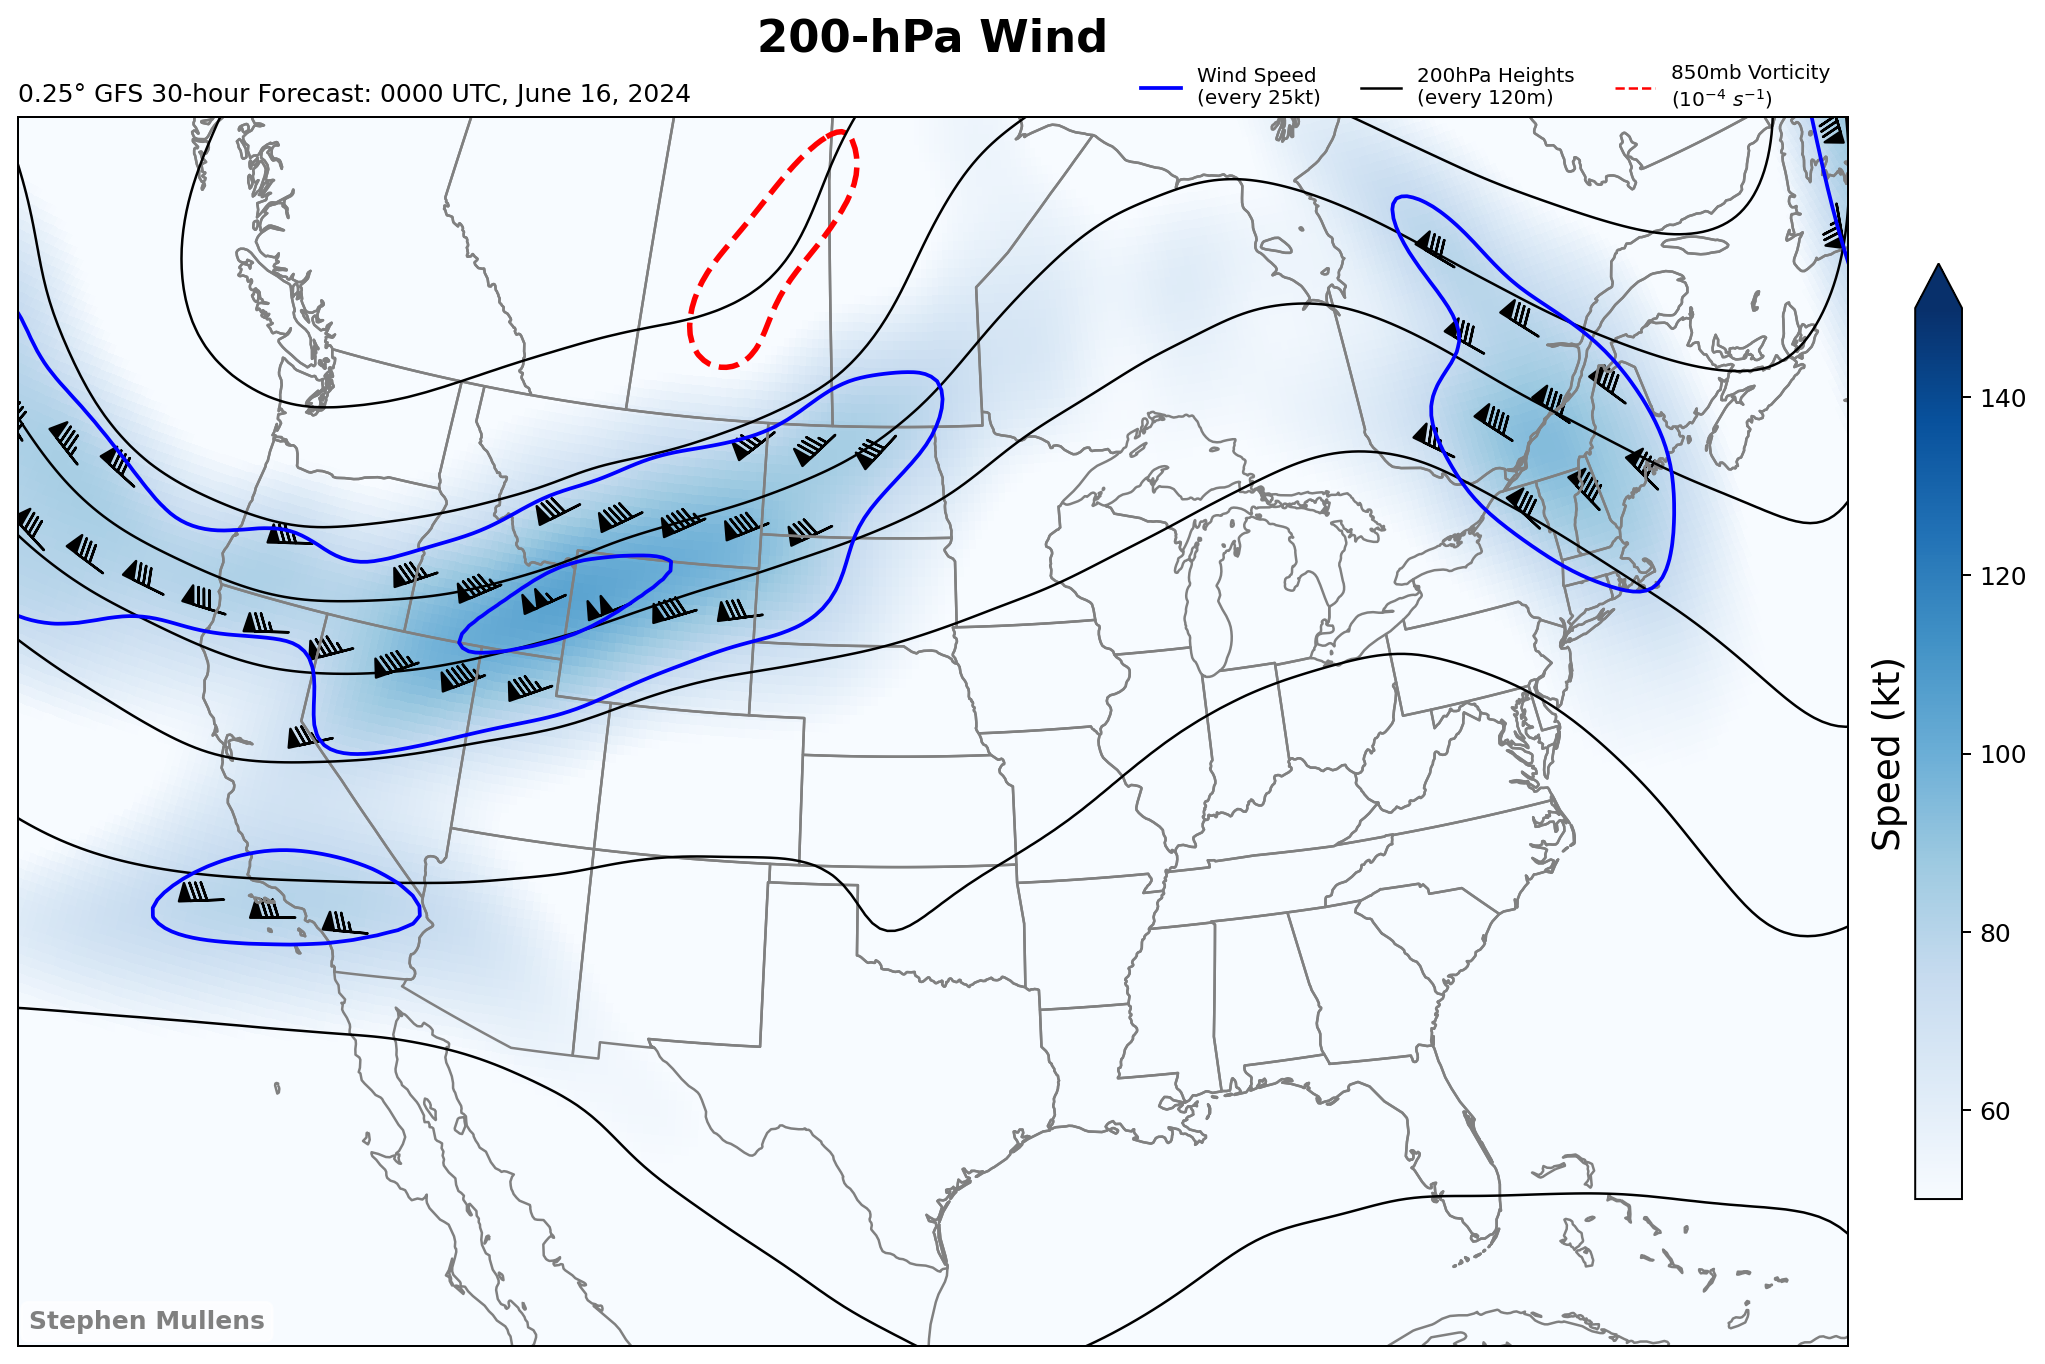 200-hPa Wind
0.25° GFS 30-hour Forecast: 0000 UTC, June 16, 2024
Wind Speed
(every 25kt)
200hPa Heights
(every 120m)
850mb Vorticity
(10⁻⁴ s⁻¹)
140
120
100
80
60
Speed (kt)
Stephen Mullens